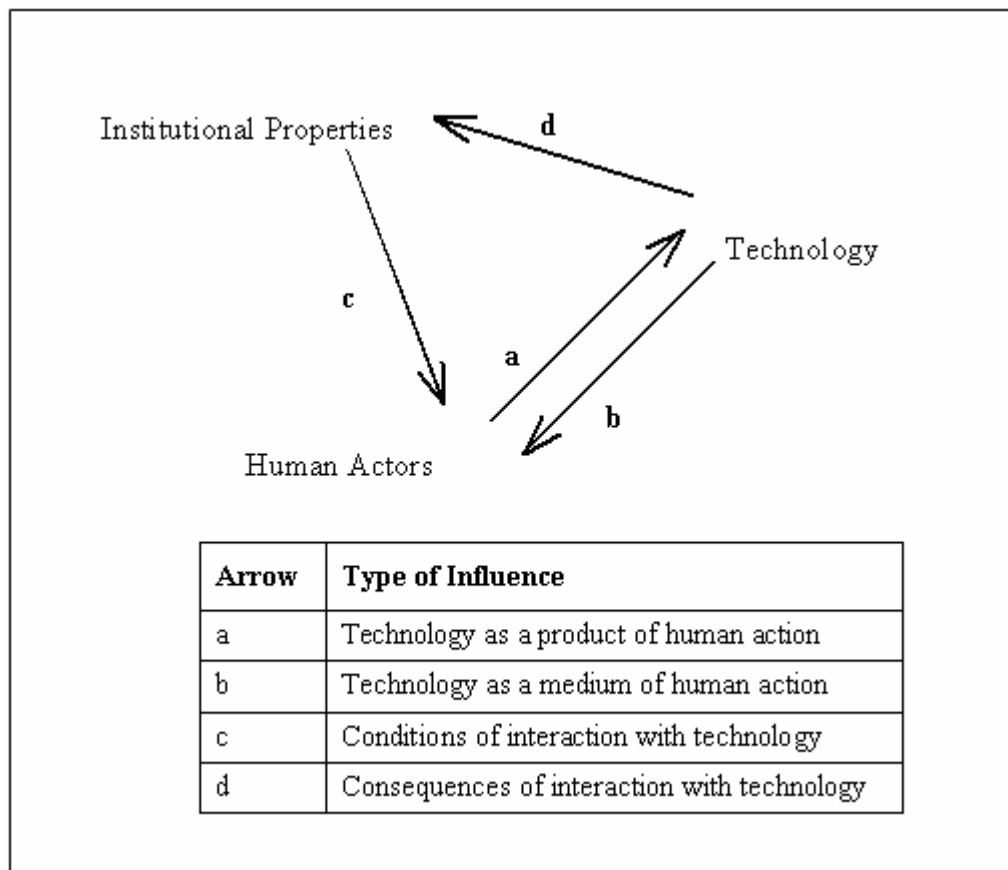 Institutional Properties
d
Technology
c
a
b
Human Actors
Arrow Type of Influence
a Technology as a product of human action
b Technology as a medium of human action
c Conditions of interaction with technology
d Consequences of interaction with technology